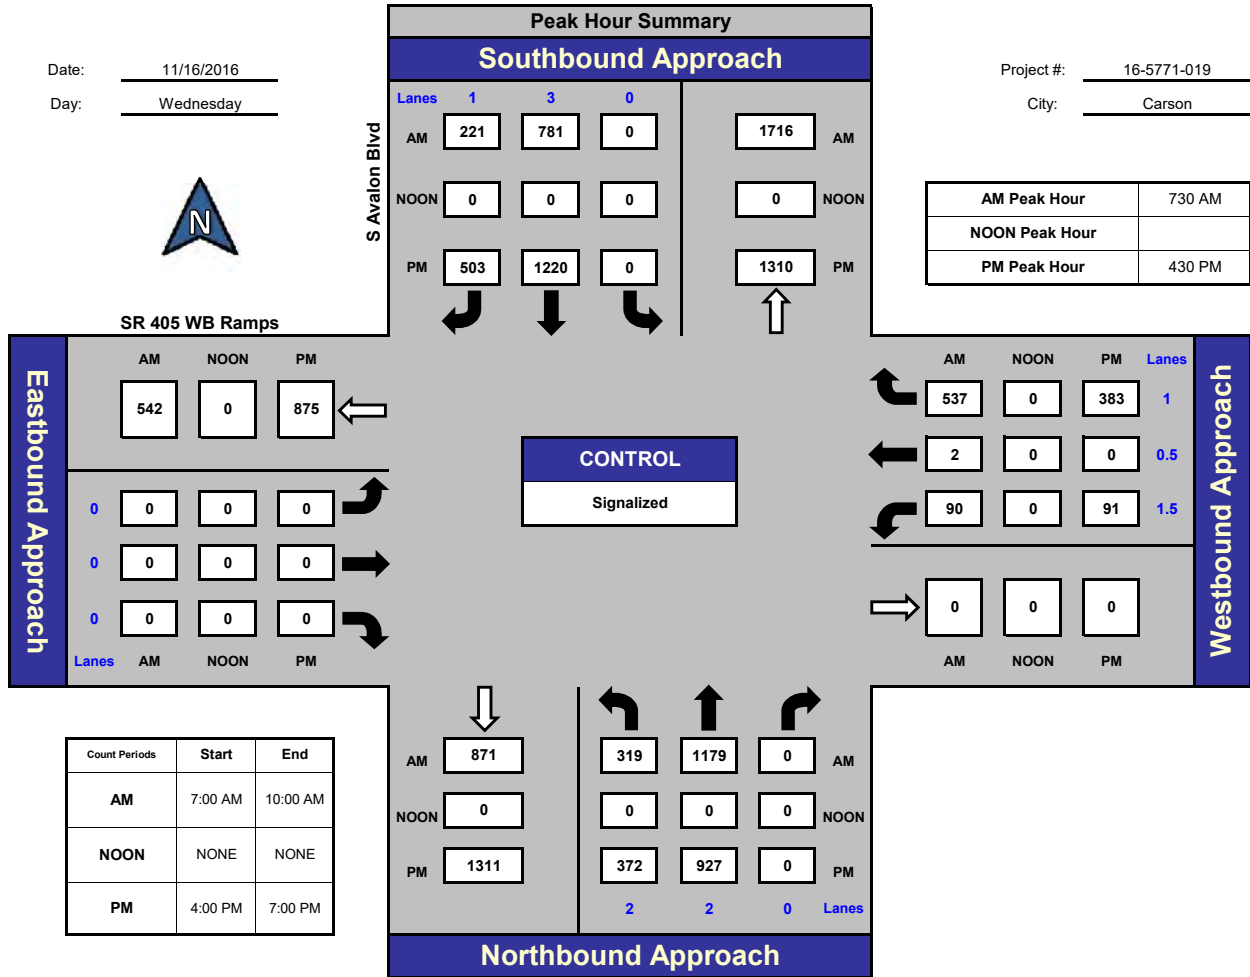 Peak Hour Summary
Southbound Approach
Date: 11/16/2016
Day: Wednesday
Project #: 16-5771-019
City: Carson
N
S Avalon Blvd
Lanes 1 3 0
AM 221 781 0 1716 AM
NOON 0 0 0 0 NOON
PM 503 1220 0 1310 PM
AM Peak Hour 730 AM
NOON Peak Hour
PM Peak Hour 430 PM
SR 405 WB Ramps
Eastbound Approach
AM NOON PM
542 0 875
0 0 0 0
0 0 0 0
0 0 0 0
Lanes AM NOON PM
CONTROL
Signalized
AM NOON PM Lanes
537 0 383 1
2 0 0 0.5
90 0 91 1.5
0 0 0
AM NOON PM
Westbound Approach
Count Periods Start End
AM 7:00 AM 10:00 AM
NOON NONE NONE
PM 4:00 PM 7:00 PM
AM 871 319 1179 0 AM
NOON 0 0 0 0 NOON
PM 1311 372 927 0 PM
2 2 0 Lanes
Northbound Approach